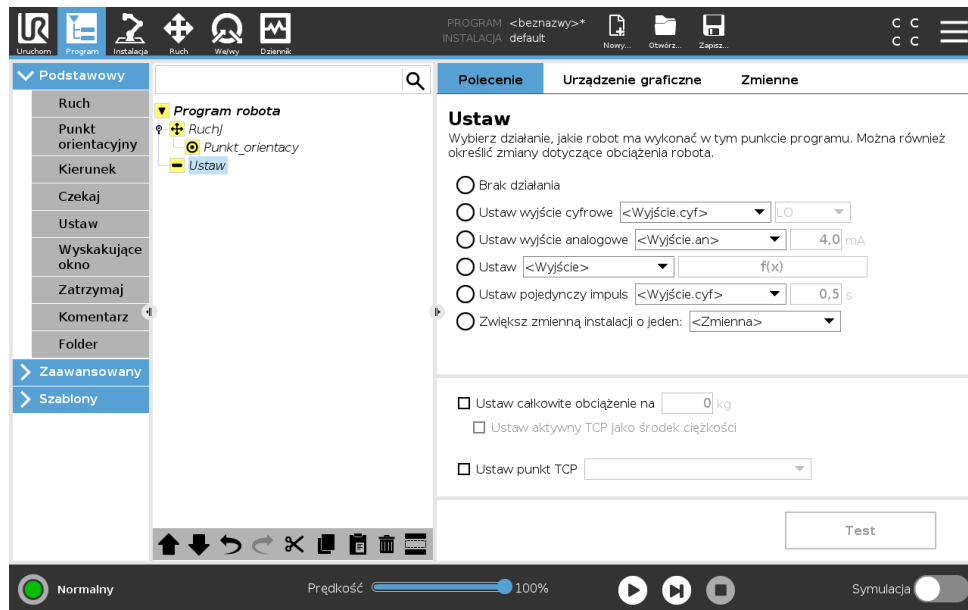 PROGRAM <beznazwy>*
INSTALACJA default
Uruchom Program Instalacja Ruch We/wy Dziennik
Nowy... Otwórz... Zapisz...
C C
C C
Podstawowy
Ruch
Punkt
orientacyjny
Kierunek
Czekaj
Ustaw
Wyskakujące
okno
Zatrzymaj
Komentarz
Folder
Zaawansowany
Szablony
Program robota
RuchJ
Punkt_orientacy
Ustaw
Polecenie Urządzenie graficzne Zmienne
Ustaw
Wybierz działanie, jakie robot ma wykonać w tym punkcie programu. Można również
określić zmiany dotyczące obciążenia robota.
Brak działania
Ustaw wyjście cyfrowe <Wyjście.cyf> LO
Ustaw wyjście analogowe <Wyjście.an> 4,0 mA
Ustaw <Wyjście> f(x)
Ustaw pojedynczy impuls <Wyjście.cyf> 0,5 s
Zwiększ zmienną instalacji o jeden: <Zmienna>
Ustaw całkowite obciążenie na 0 kg
Ustaw aktywny TCP jako środek ciężkości
Ustaw punkt TCP
Test
Normalny
Prędkość 100%
Symulacja